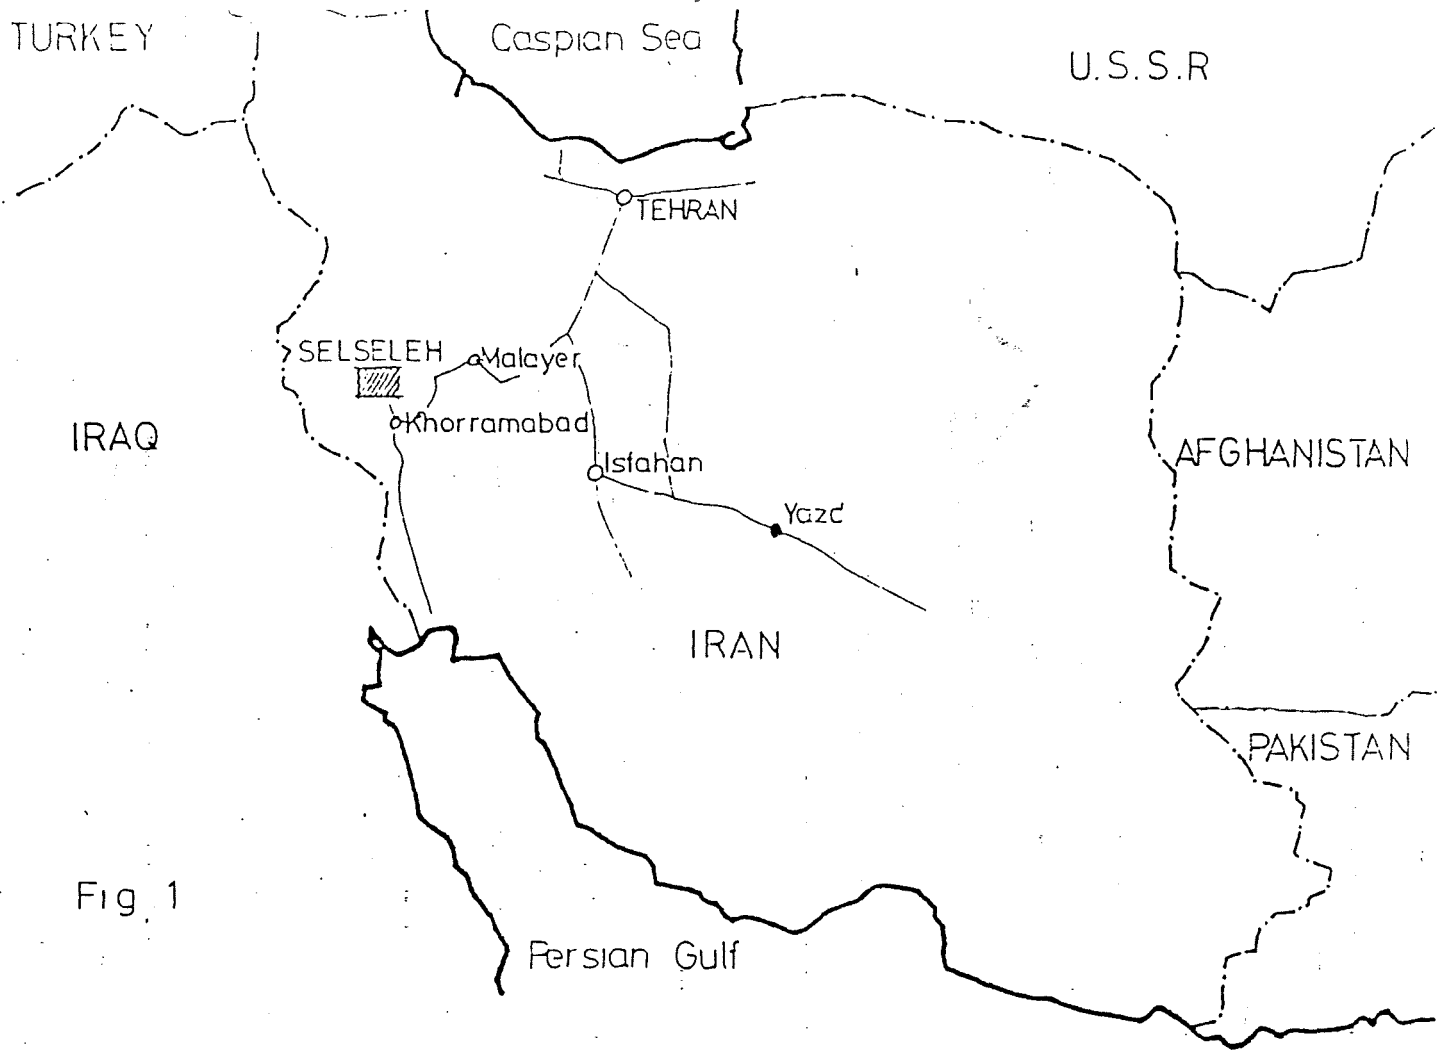 TURKEY
Caspian Sea
U.S.S.R
TEHRAN
SELSELEH
Malayer
Khorramabad
IRAQ
Isfahan
AFGHANISTAN
Yazd
IRAN
PAKISTAN
Fig. 1
Persian Gulf